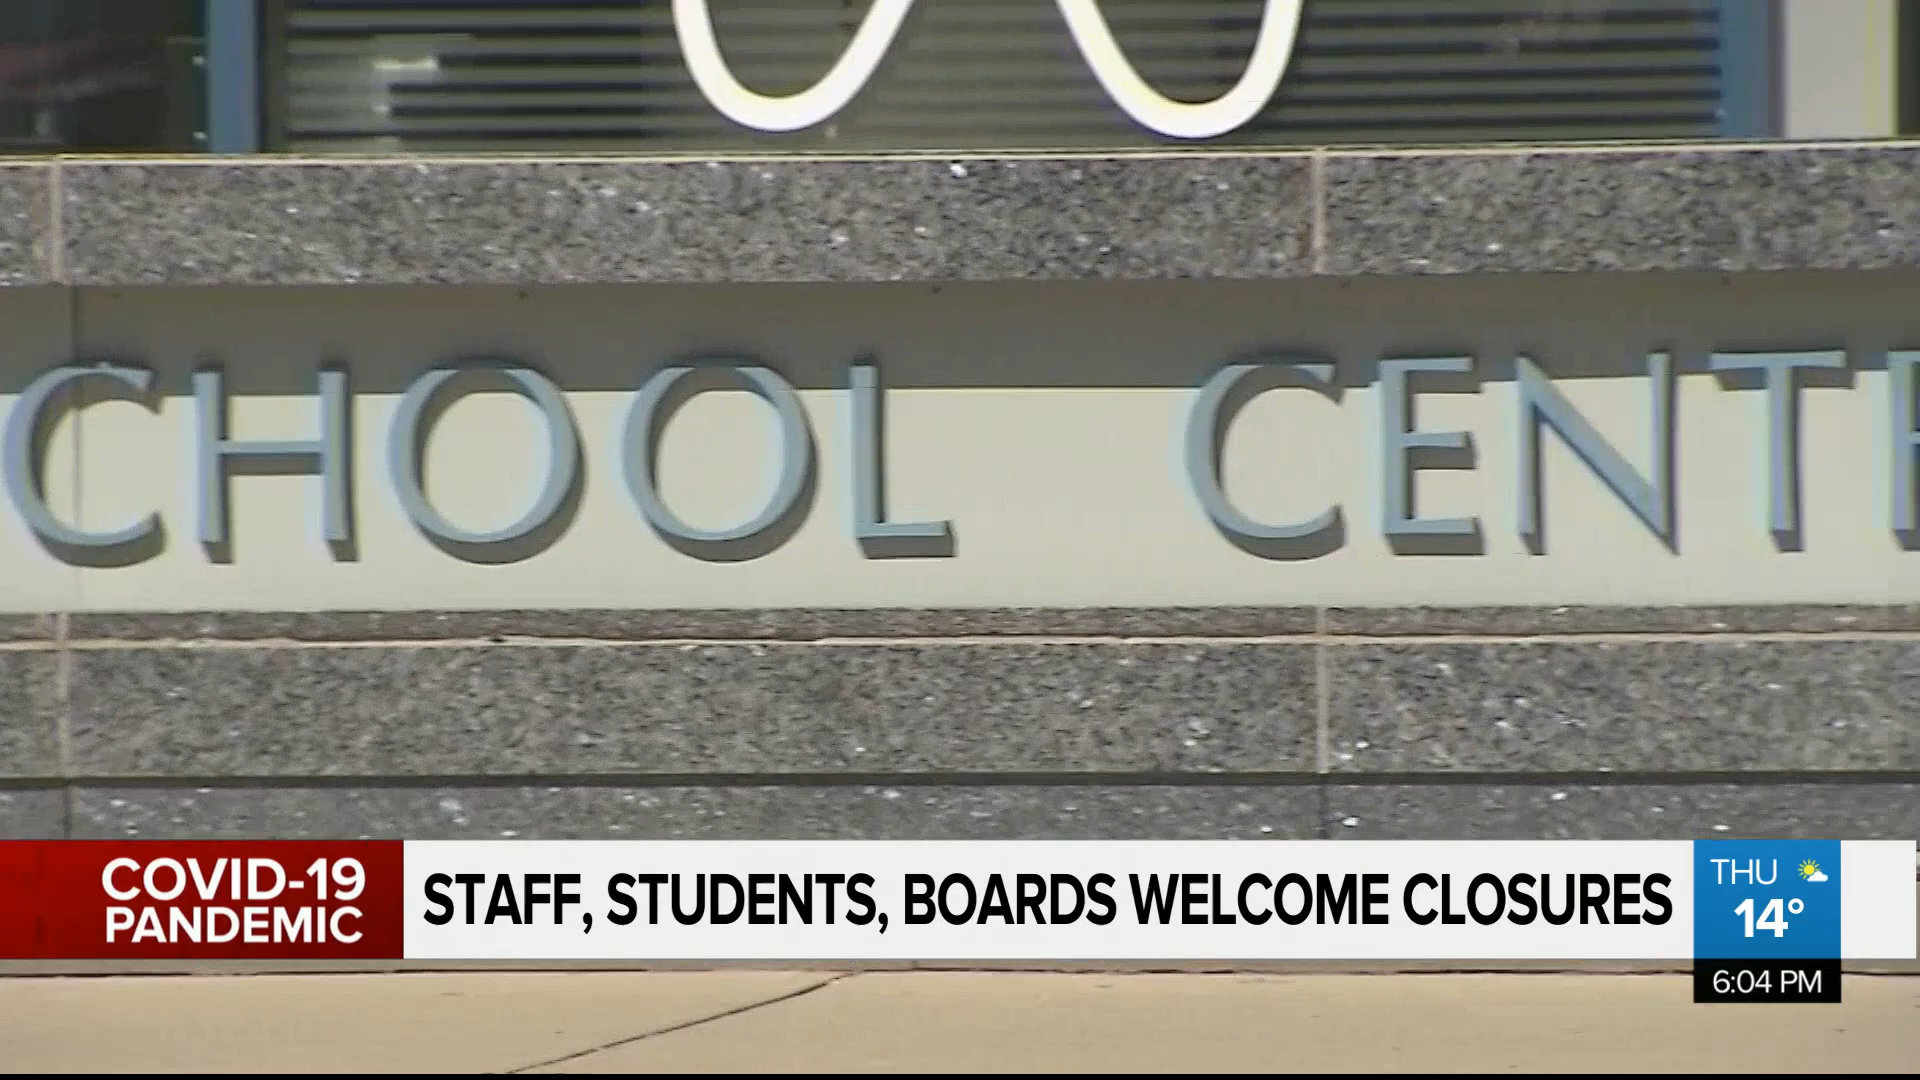 CHOOL CENT
COVID-19
PANDEMIC
STAFF, STUDENTS, BOARDS WELCOME CLOSURES
THU
14°
6:04 PM